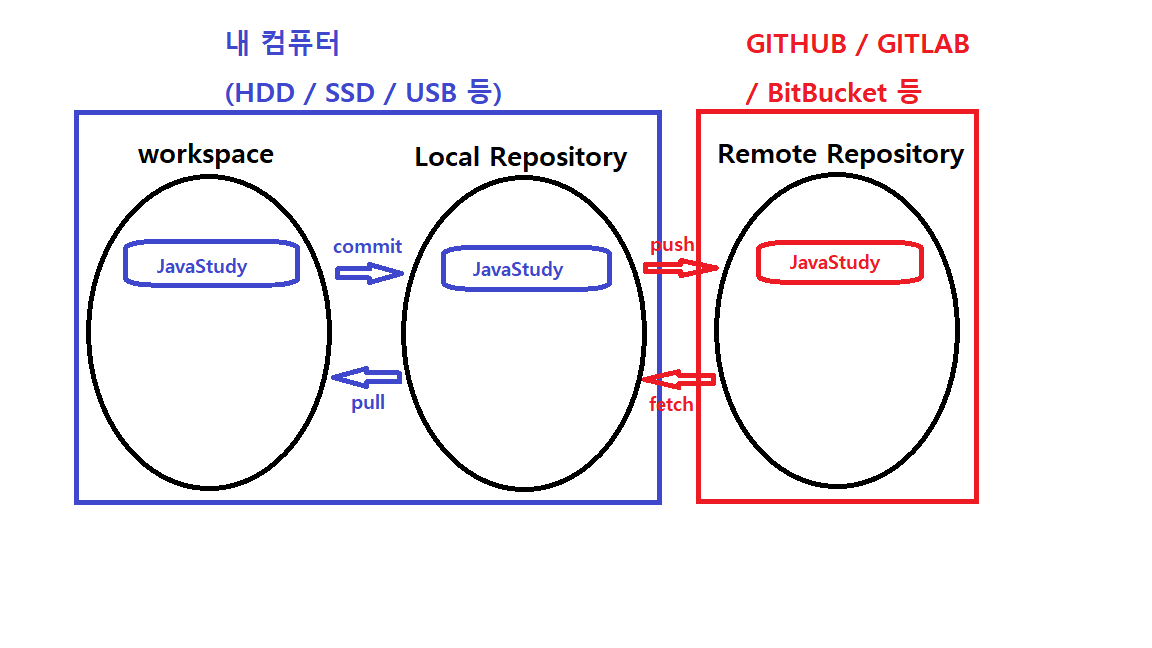 내 컴퓨터
(HDD / SSD / USB 등)
GITHUB / GITLAB
/ BitBucket 등
workspace
Local Repository
Remote Repository
JavaStudy
commit
JavaStudy
push
JavaStudy
pull
fetch